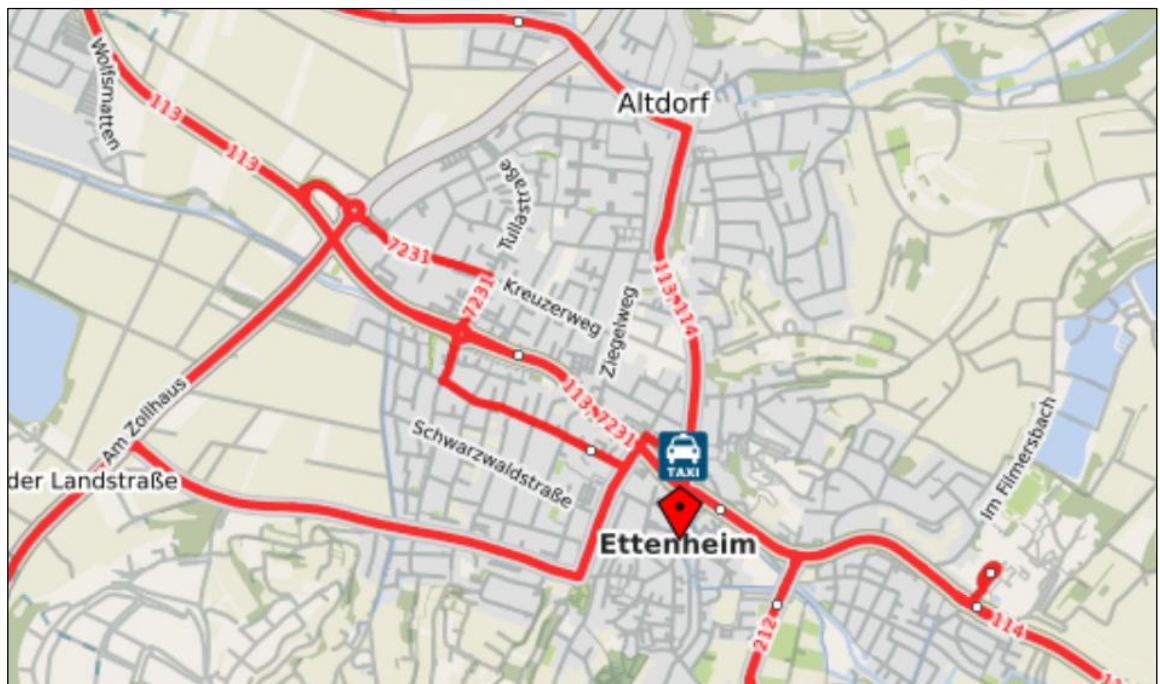 Wolfsmatten
Altdorf
113
113
Tullastraße
7231
7231
Kreuzerweg
113,114
Ziegelweg
113,7231
Am Zollhaus
Schwarzwaldstraße
TAXI
Im Filmersbach
der Landstraße
Ettenheim
212
114